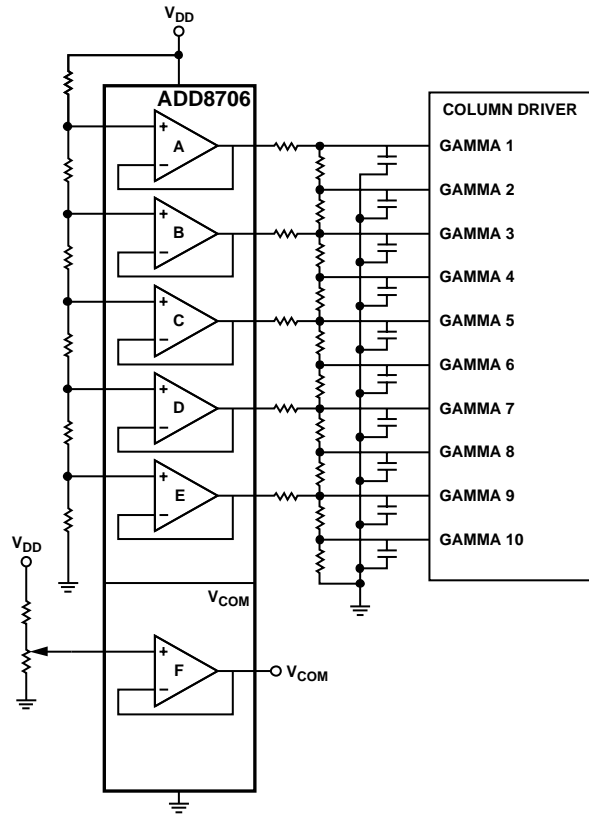 VDD
ADD8706
COLUMN DRIVER
+
A
−
GAMMA 1
GAMMA 2
+
B
−
GAMMA 3
GAMMA 4
+
C
−
GAMMA 5
GAMMA 6
+
D
−
GAMMA 7
GAMMA 8
+
E
−
GAMMA 9
GAMMA 10
VDD
VCOM
+
F
−
VCOM